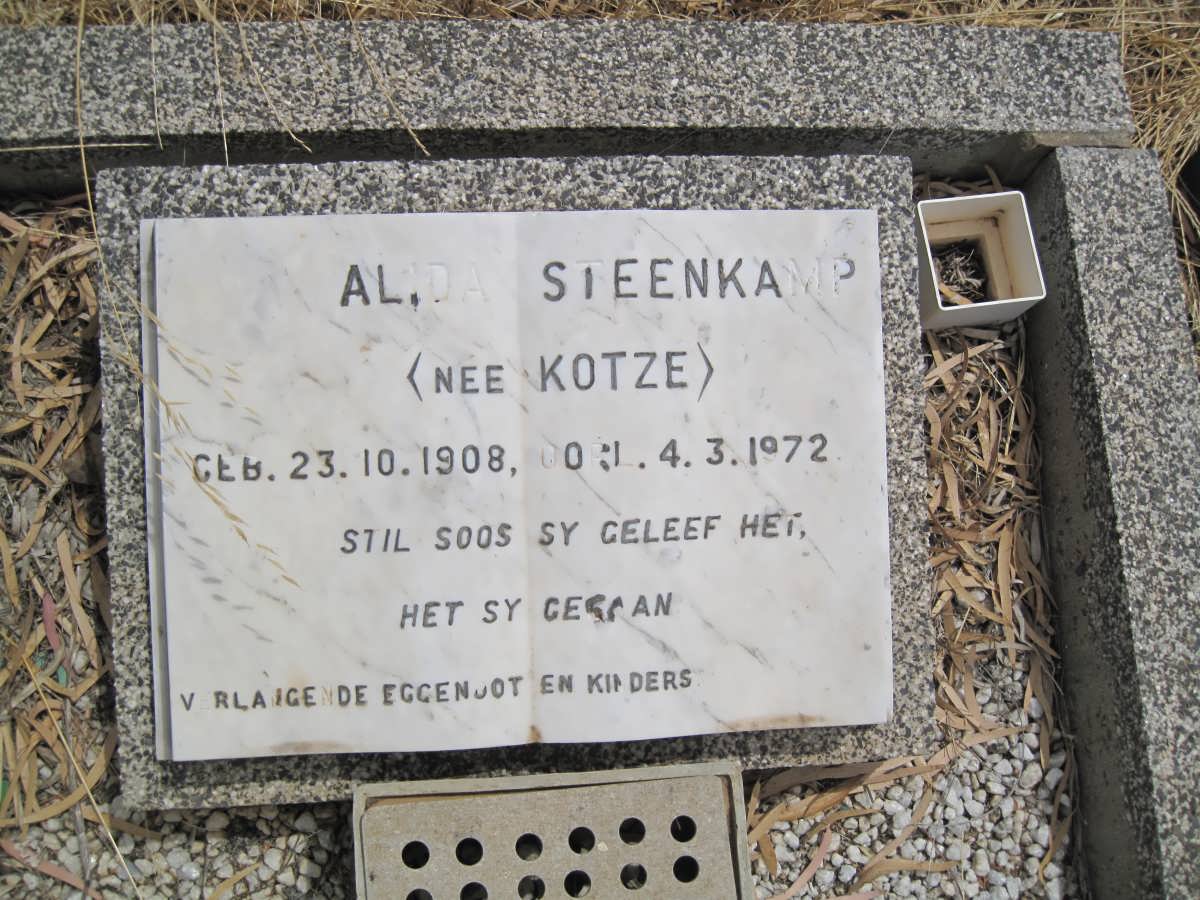 ALIDA STEENKAMP
(NEE KOTZE)
GEB. 23.10.1908, OORL. 4.3.1972
STIL SOOS SY GELEEF HET,
HET SY GEGAAN
VERLANGENDE EGGENOOT EN KINDERS.